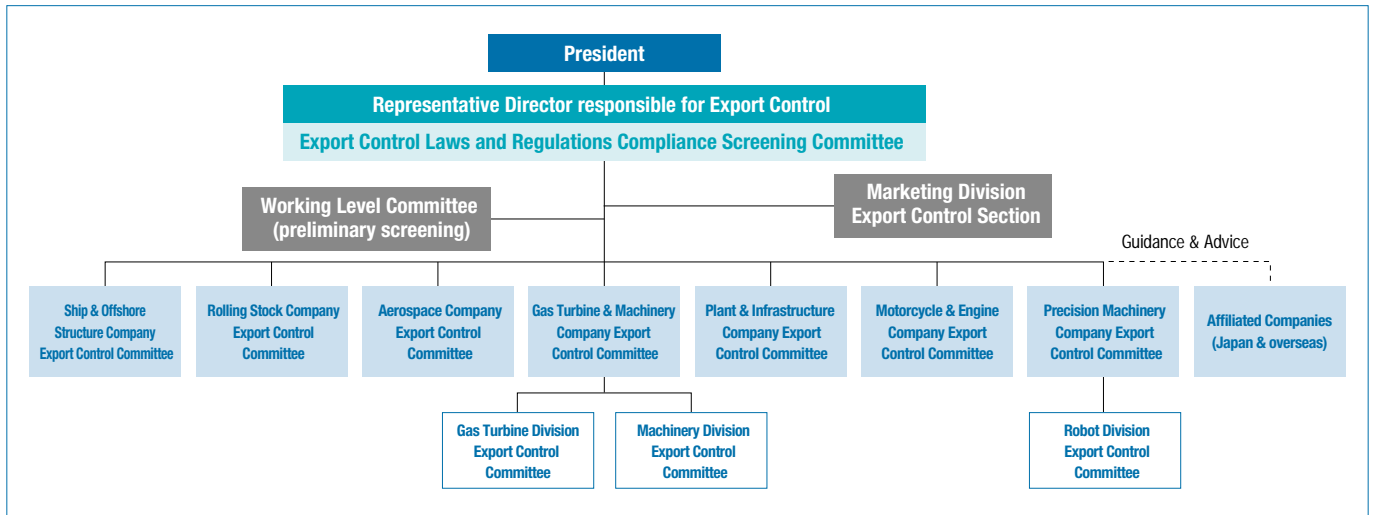 President
Representative Director responsible for Export Control
Export Control Laws and Regulations Compliance Screening Committee
Working Level Committee
(preliminary screening)
Marketing Division
Export Control Section
Guidance & Advice
Ship & Offshore
Structure Company
Export Control Committee
Rolling Stock Company
Export Control
Committee
Aerospace Company
Export Control
Committee
Gas Turbine & Machinery
Company Export
Control Committee
Plant & Infrastructure
Company Export
Control Committee
Motorcycle & Engine
Company Export
Control Committee
Precision Machinery
Company Export
Control Committee
Affiliated Companies
(Japan & overseas)
Gas Turbine Division
Export Control
Committee
Machinery Division
Export Control
Committee
Robot Division
Export Control
Committee